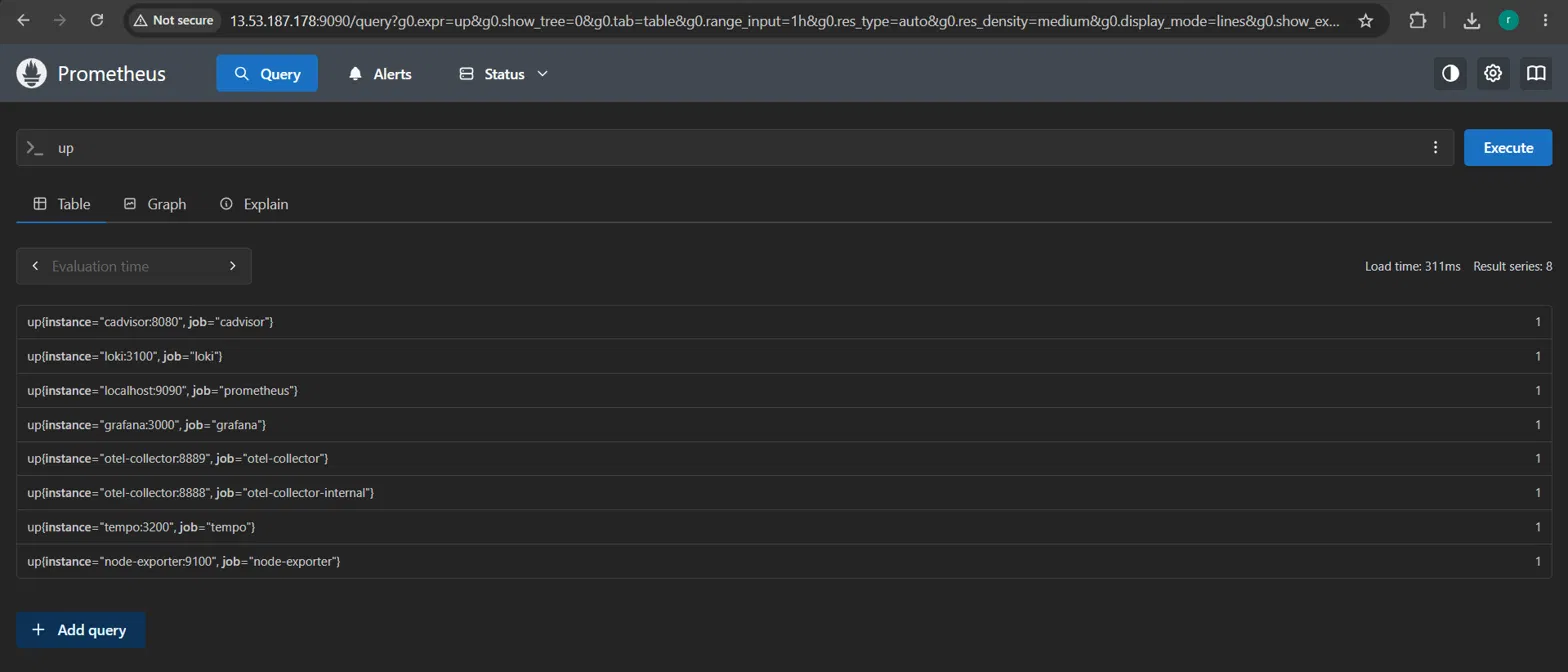 Not secure 13.53.187.178:9090/query?g0.expr=up&g0.show_tree=0&g0.tab=table&g0.range_input=1h&g0.res_type=auto&g0.res_density=medium&g0.display_mode=lines&g0.show_ex... r
Prometheus Query Alerts Status
up Execute
Table Graph Explain
Evaluation time Load time: 311ms Result series: 8
up{instance="cadvisor:8080", job="cadvisor"} 1
up{instance="loki:3100", job="loki"} 1
up{instance="localhost:9090", job="prometheus"} 1
up{instance="grafana:3000", job="grafana"} 1
up{instance="otel-collector:8889", job="otel-collector"} 1
up{instance="otel-collector:8888", job="otel-collector-internal"} 1
up{instance="tempo:3200", job="tempo"} 1
up{instance="node-exporter:9100", job="node-exporter"} 1
+ Add query